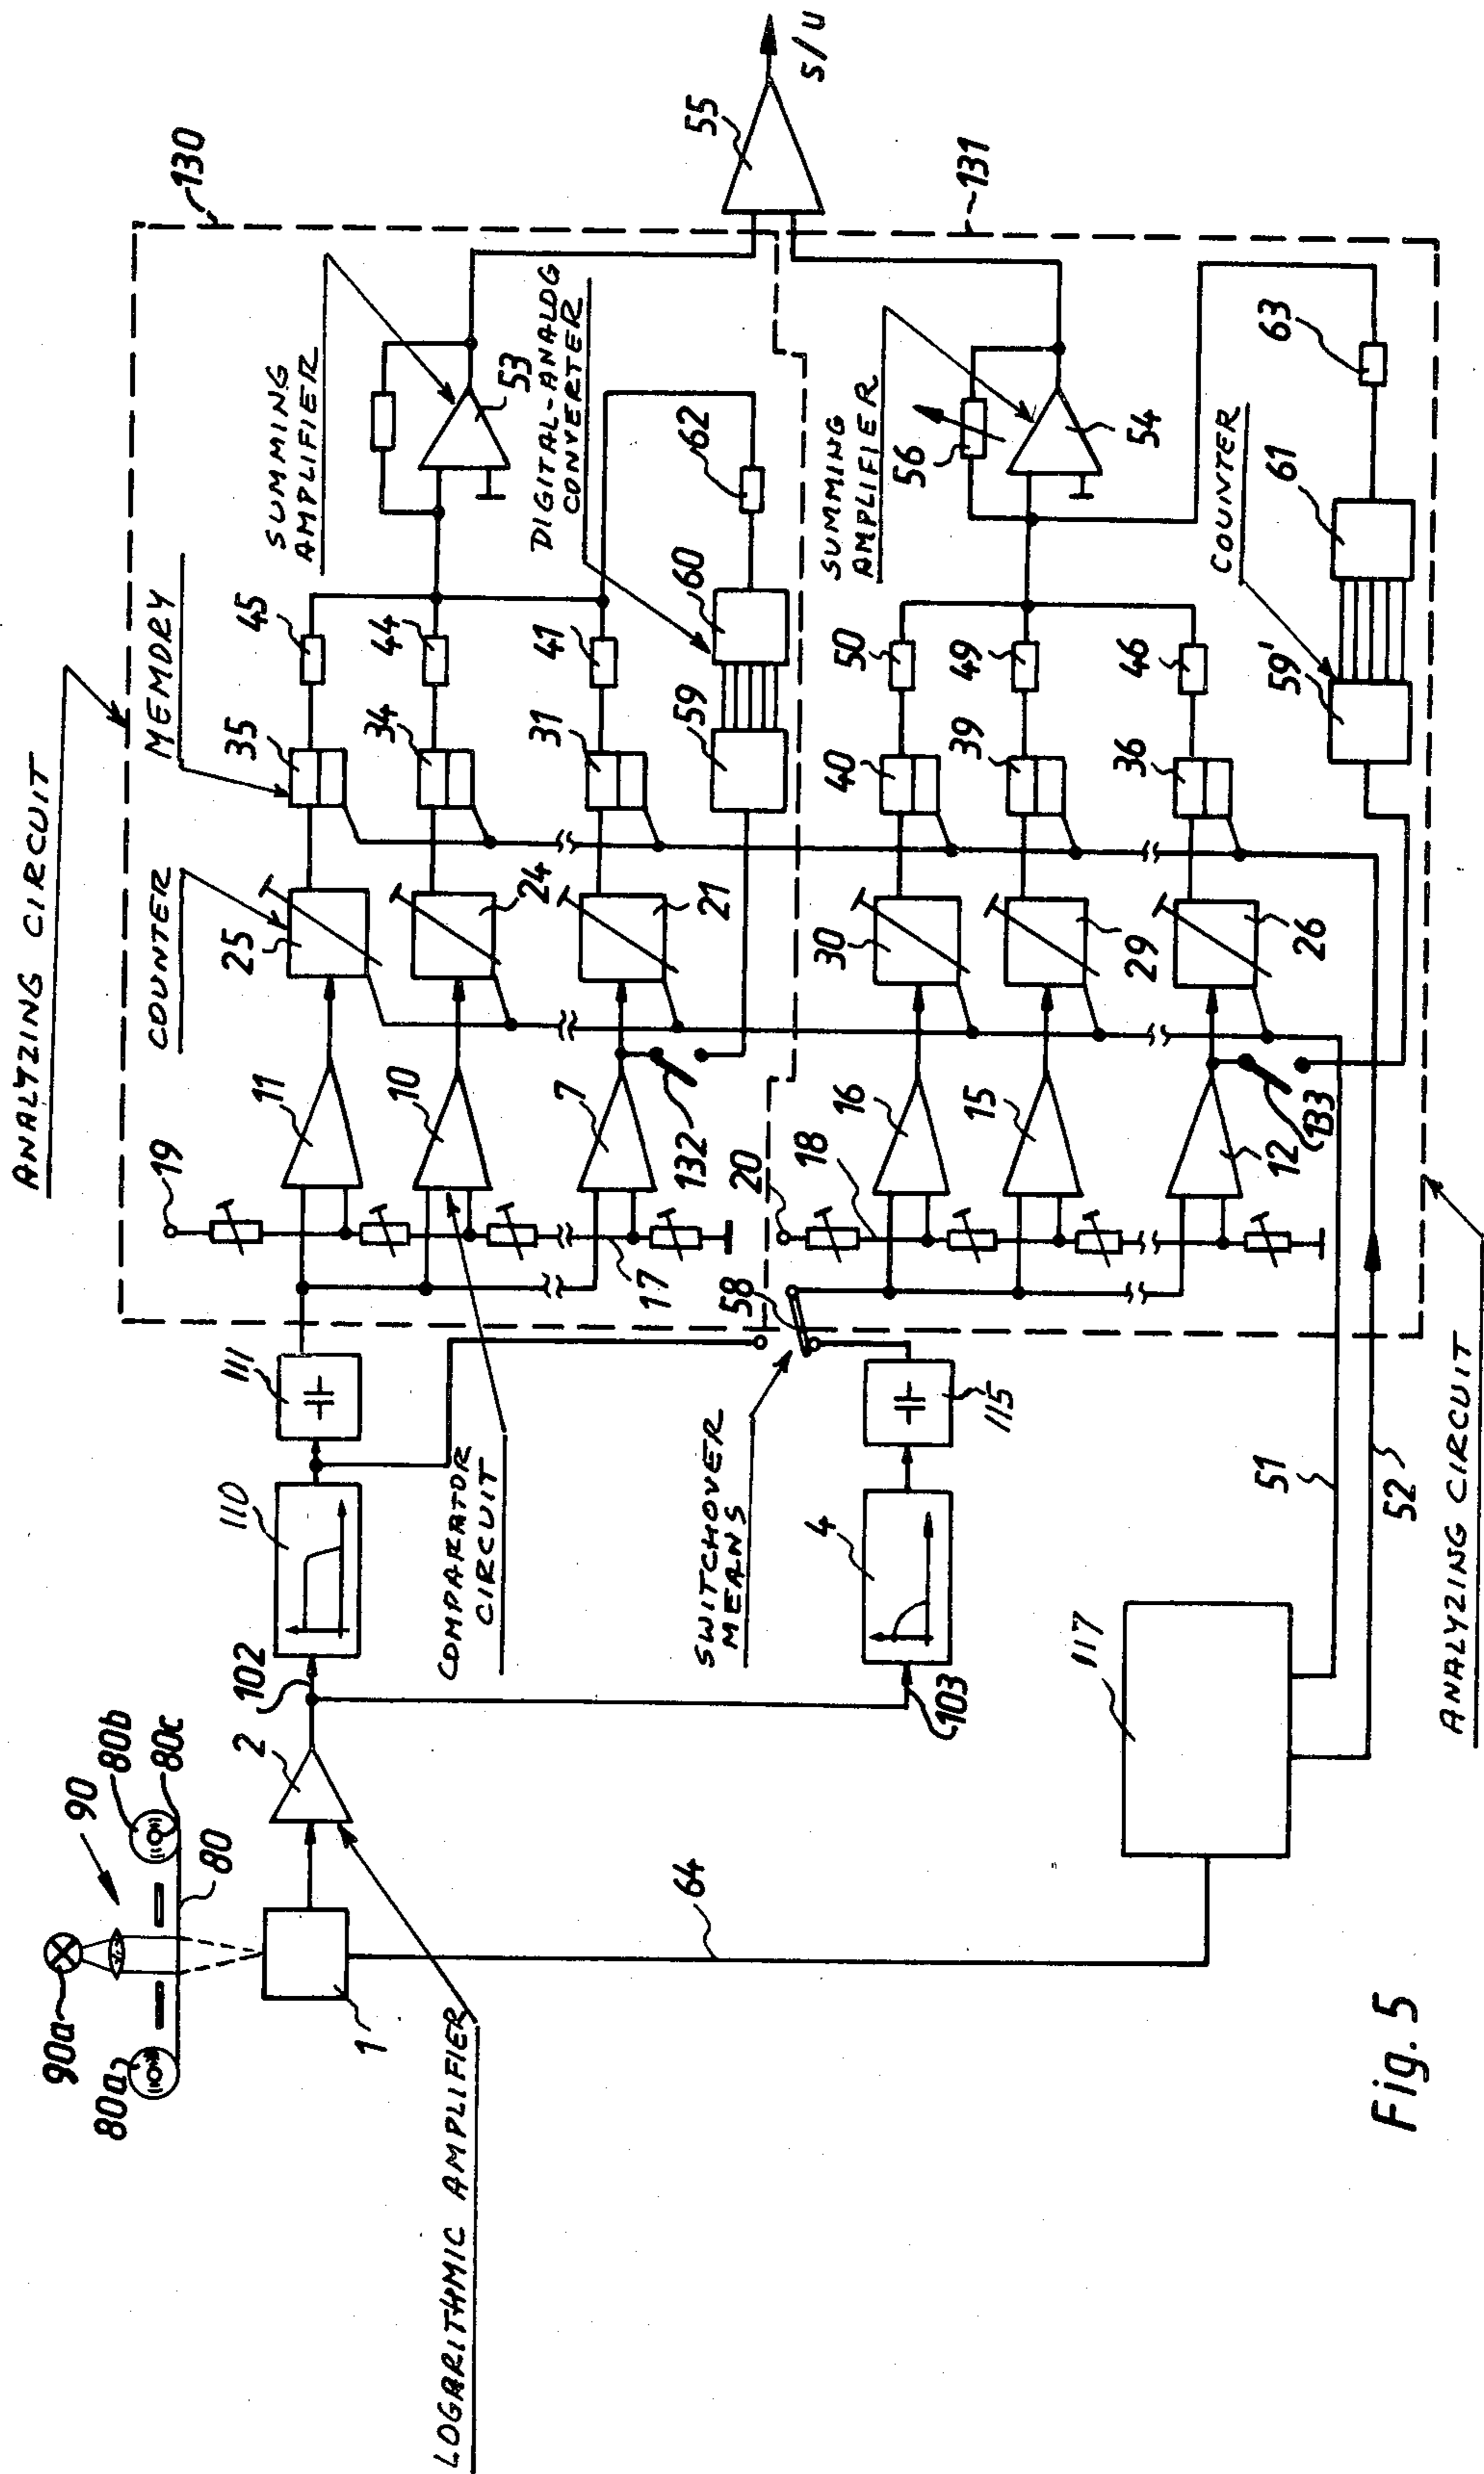 ANALYZING CIRCUIT
130
MEMORY
COUNTER
SUMMING
AMPLIFIER
DIGITAL-ANALOG
CONVERTER
19
11
25
35
45
10
24
34
44
53
7
21
31
41
132
17
59
60
62
55
S/U
131
90
90a
80a
80b
80c
80
1
2
102
110
111
LOGARITHMIC AMPLIFIER
COMPARATOR
CIRCUIT
SWITCHOVER
MEANS
58
20
18
16
30
40
50
SUMMING
AMPLIFIER
56
54
15
29
39
49
12
26
36
46
133
COUNTER
59'
61
63
103
4
115
64
117
51
52
ANALYZING CIRCUIT
Fig. 5